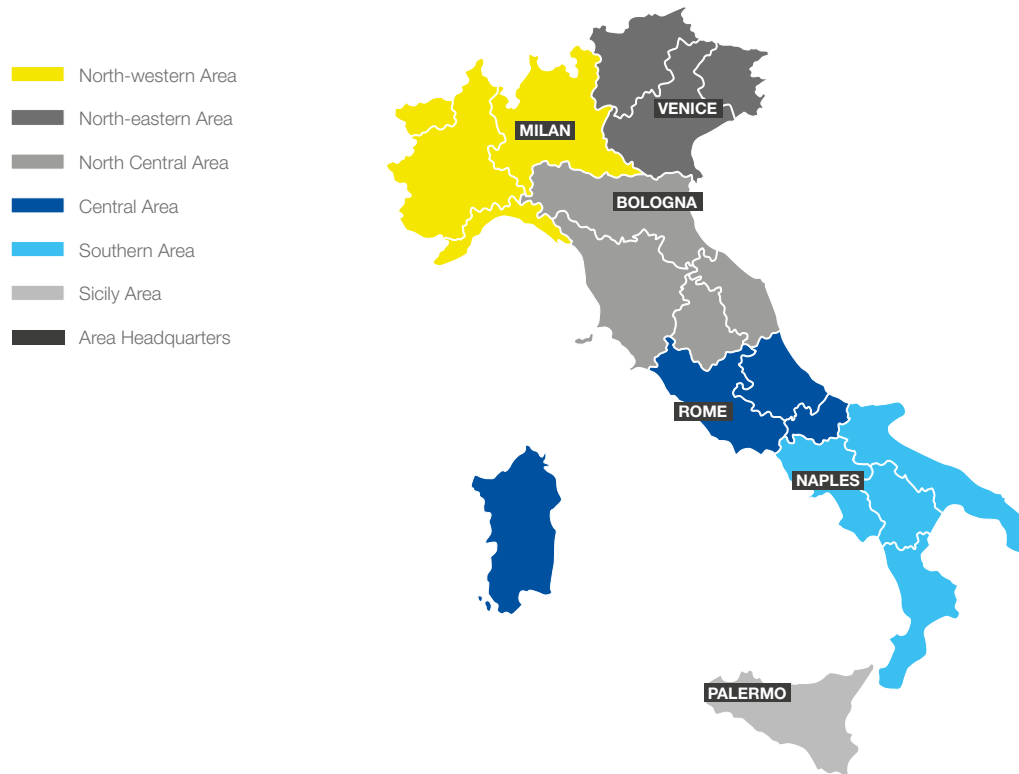 North-western Area
North-eastern Area
North Central Area
Central Area
Southern Area
Sicily Area
Area Headquarters
VENICE
MILAN
BOLOGNA
ROME
NAPLES
PALERMO